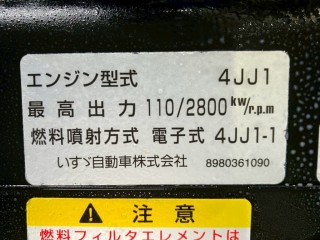 エンジン型式 4JJ1
最高出力 110/2800 kW/r.p.m
燃料噴射方式 電子式 4JJ1-1
いすゞ自動車株式会社 8980361090
注意
燃料フィルタエレメントは